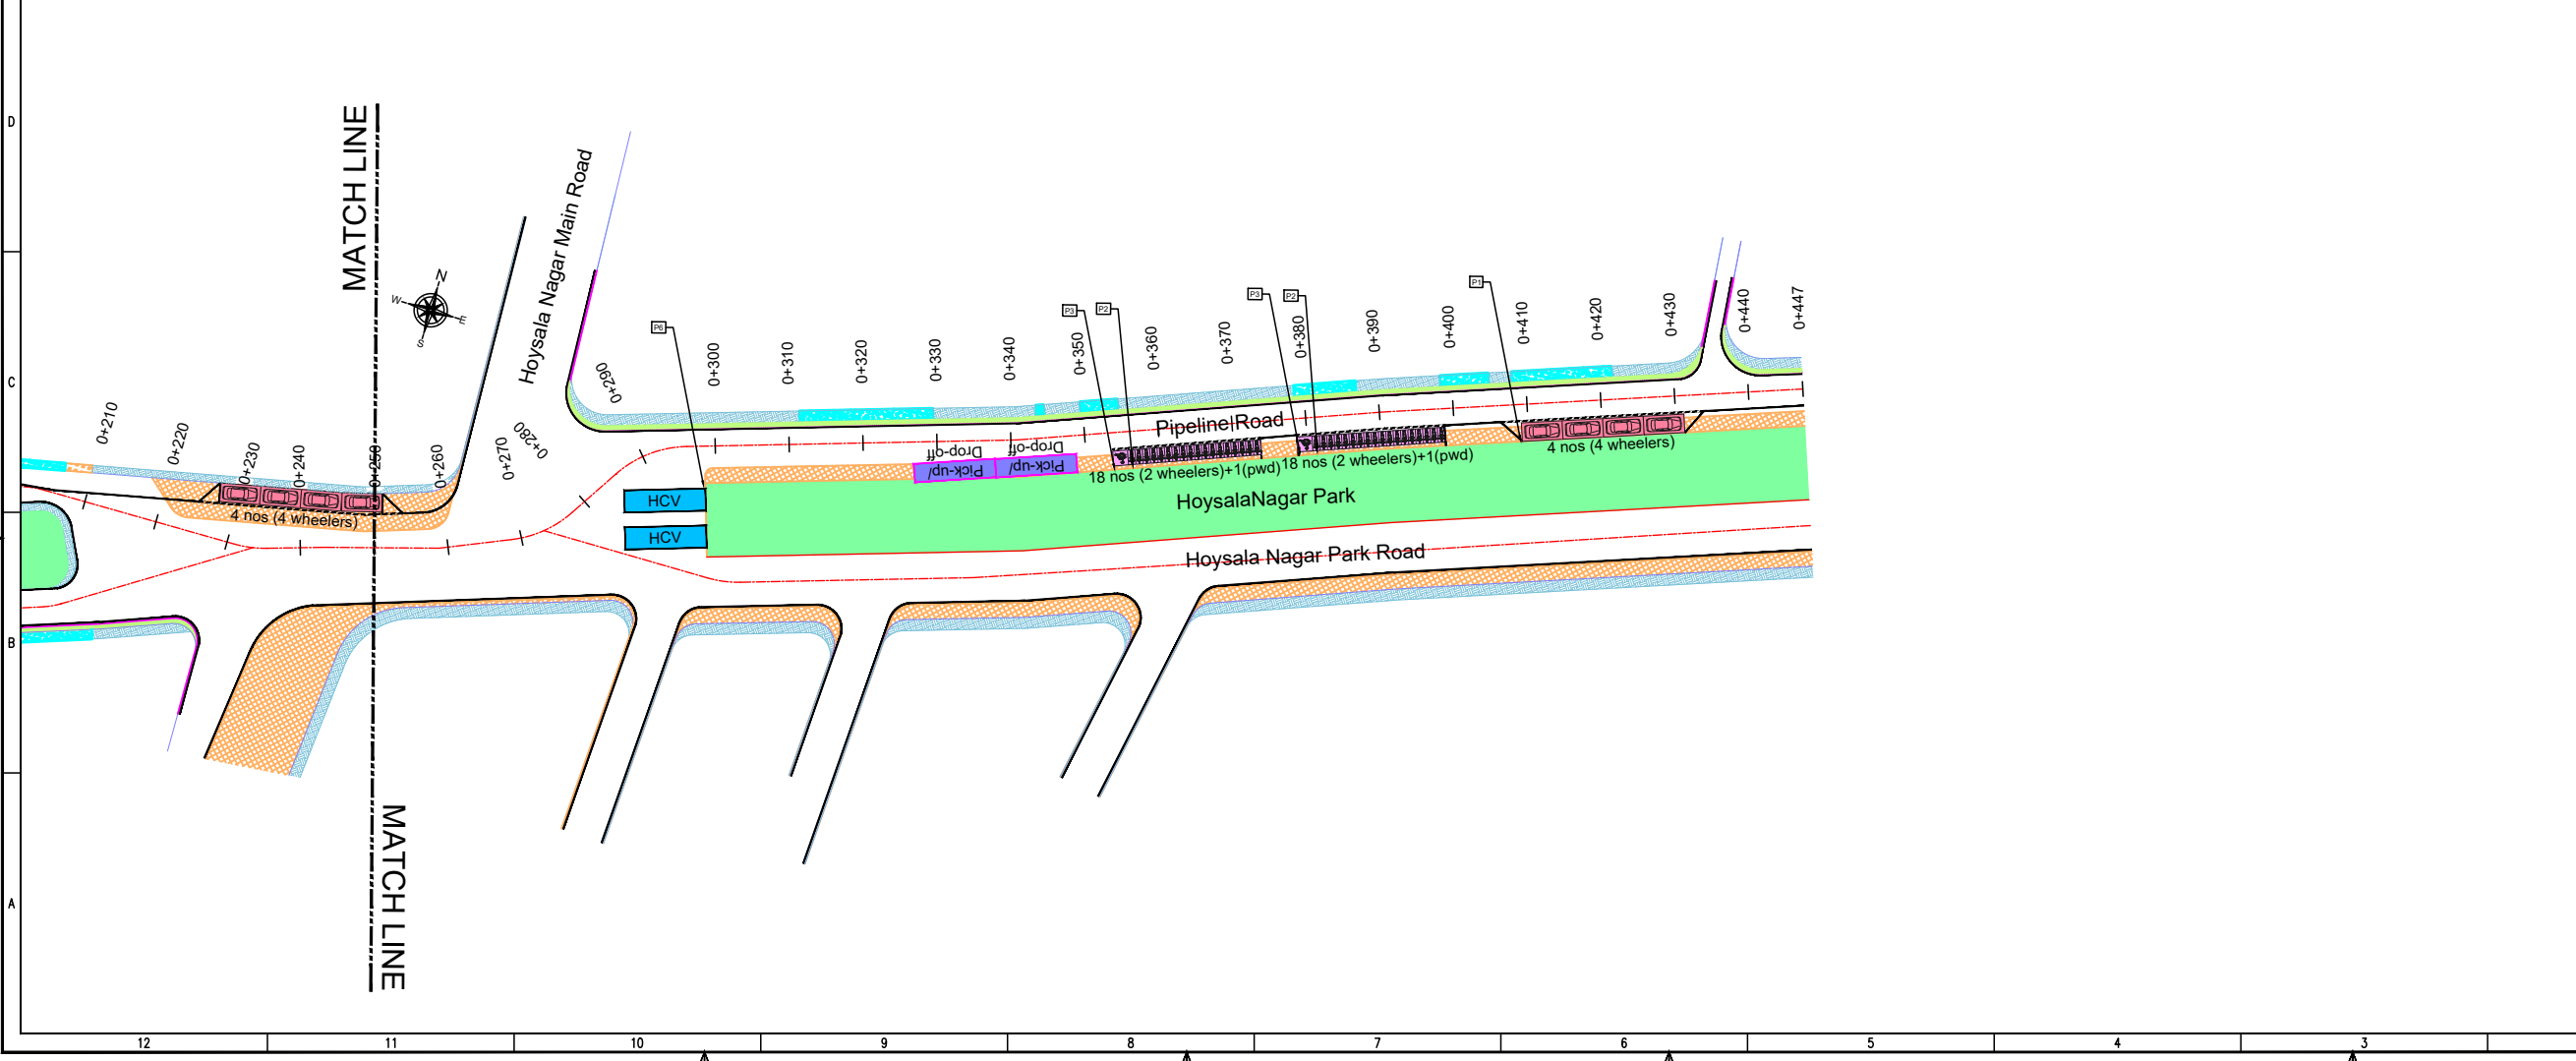 D
MATCH LINE
Hoysala Nagar Main Road
N
W
E
S
P6
P3
P2
P3
P2
P1
C
0+210
0+220
0+230
0+240
0+250
0+260
0+270
0+280
0+290
0+300
0+310
0+320
0+330
0+340
0+350
0+360
0+370
0+380
0+390
0+400
0+410
0+420
0+430
0+440
0+447
Pipeline Road
Pick-up/
Drop-off
Pick-up/
Drop-off
18 nos (2 wheelers)+1(pwd)
18 nos (2 wheelers)+1(pwd)
4 nos (4 wheelers)
4 nos (4 wheelers)
HCV
HCV
HoysalaNagar Park
Hoysala Nagar Park Road
B
MATCH LINE
A
12
11
10
9
8
7
6
5
4
3